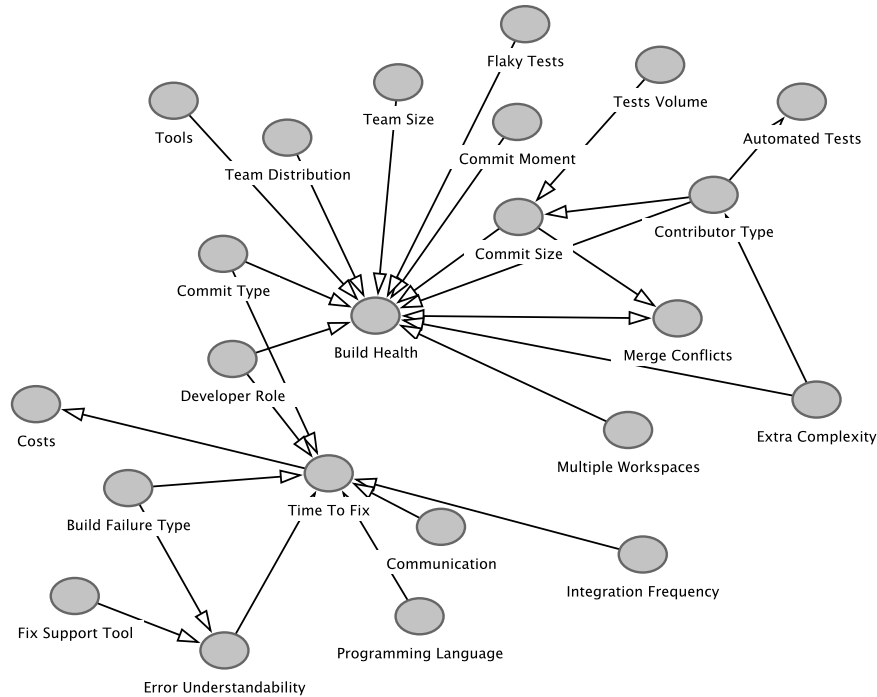 Flaky Tests
Tests Volume
Team Size
Tools
Automated Tests
Commit Moment
Team Distribution
Contributor Type
Commit Size
Commit Type
Build Health
Merge Conflicts
Developer Role
Extra Complexity
Costs
Multiple Workspaces
Time To Fix
Build Failure Type
Communication
Integration Frequency
Fix Support Tool
Programming Language
Error Understandability